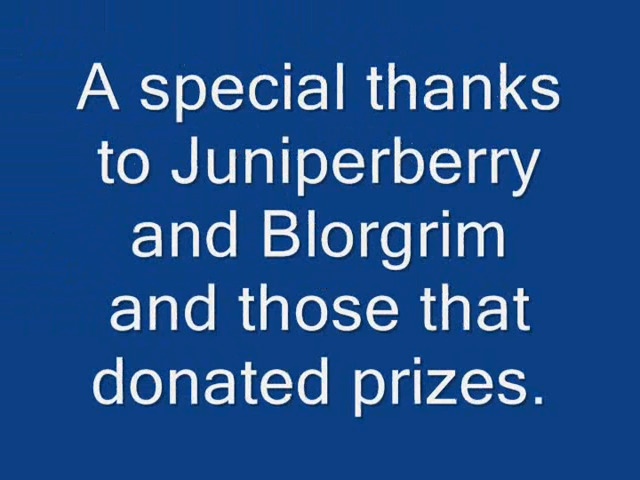 A special thanks
to Juniperberry
and Blorgrim
and those that
donated prizes.